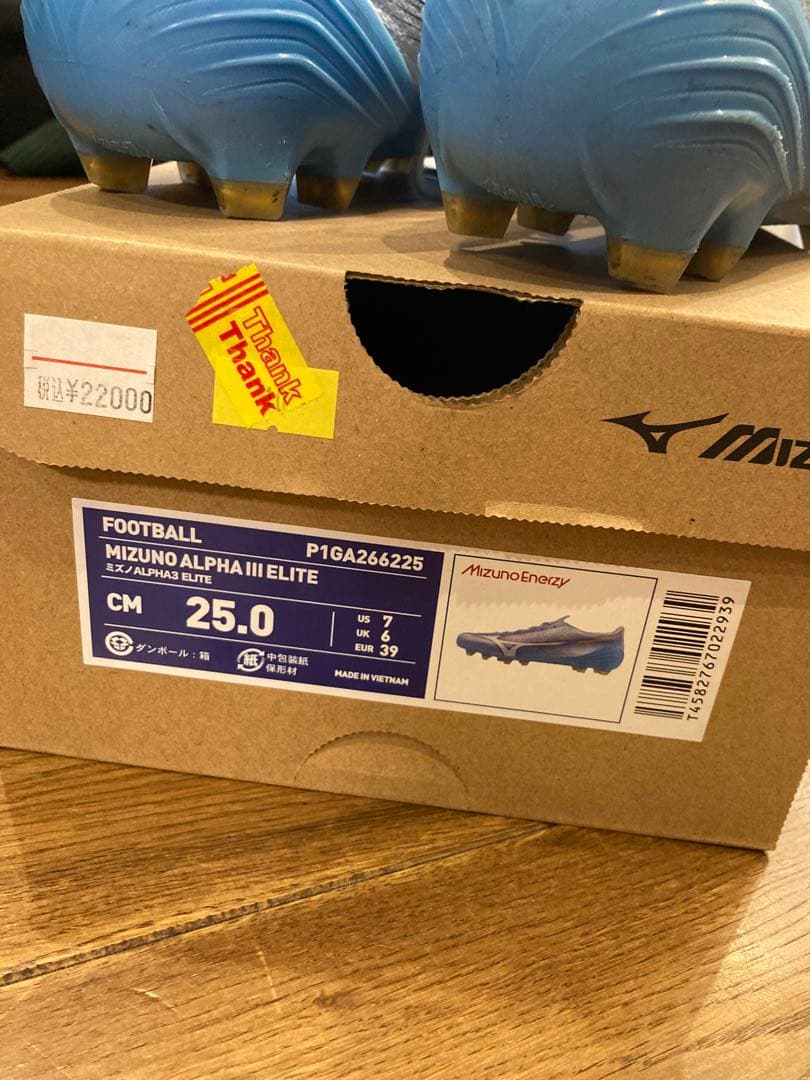 税込¥22000
Thank
Thank
MIZ
FOOTBALL
P1GA266225
MIZUNO ALPHA III ELITE
ミズノALPHA3 ELITE
CM 25.0
US 7
UK 6
EUR 39
ダンボール：箱
紙
中包装紙
保形材
MADE IN VIETNAM
MizunoEnerzy
T4582767022939